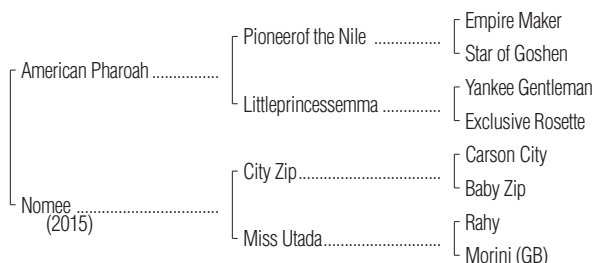 Empire Maker
Pioneerof the Nile ................
Star of Goshen
American Pharoah ................
Yankee Gentleman
Littleprincessemma ..............
Exclusive Rosette
Carson City
City Zip ...................................
Baby Zip
Nomee ...................................
(2015)
Rahy
Miss Utada .............................
Morini (GB)